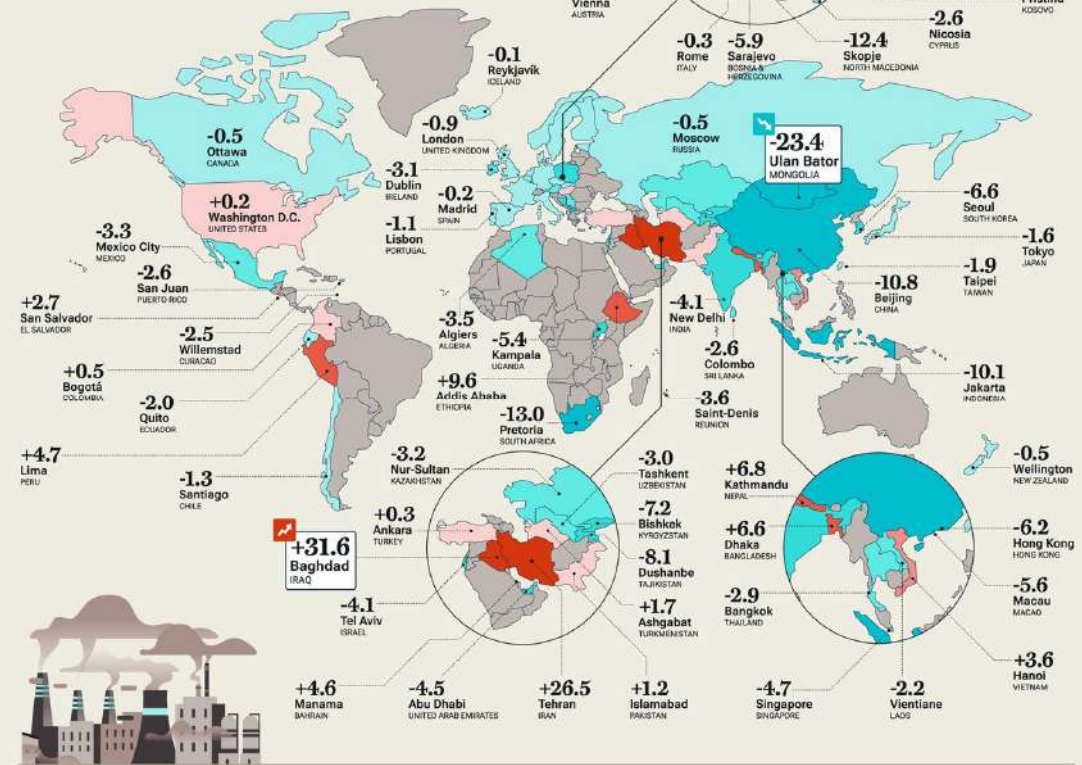 Vienna
AUSTRIA
KOSOVO
-2.6
Nicosia
CYPRUS
-0.3
Rome
ITALY
-5.9
Sarajevo
BOSNIA &
HERZEGOVINA
-12.4
Skopje
NORTH MACEDONIA
-0.1
Reykjavík
ICELAND
-0.5
Ottawa
CANADA
-0.9
London
UNITED KINGDOM
-0.5
Moscow
RUSSIA
-23.4
Ulan Bator
MONGOLIA
-3.1
Dublin
IRELAND
-0.2
Madrid
SPAIN
-6.6
Seoul
SOUTH KOREA
+0.2
Washington D.C.
UNITED STATES
-1.1
Lisbon
PORTUGAL
-3.3
Mexico City
MEXICO
-1.6
Tokyo
JAPAN
-2.6
San Juan
PUERTO RICO
-1.9
Taipei
TAIWAN
-10.8
Beijing
CHINA
+2.7
San Salvador
EL SALVADOR
-4.1
New Delhi
INDIA
-3.5
Algiers
ALGERIA
-2.5
Willemstad
CURACAO
-5.4
Kampala
UGANDA
-2.6
Colombo
SRI LANKA
+0.5
Bogotá
COLOMBIA
-10.1
Jakarta
INDONESIA
+9.6
Addis Ababa
ETHIOPIA
-3.6
Saint-Denis
REUNION
-2.0
Quito
ECUADOR
-13.0
Pretoria
SOUTH AFRICA
+4.7
Lima
PERU
-3.2
Nur-Sultan
KAZAKHSTAN
-3.0
Tashkent
UZBEKISTAN
+6.8
Kathmandu
NEPAL
-0.5
Wellington
NEW ZEALAND
-1.3
Santiago
CHILE
+0.3
Ankara
TURKEY
-7.2
Bishkek
KYRGYZSTAN
+6.6
Dhaka
BANGLADESH
-6.2
Hong Kong
HONG KONG
+31.6
Baghdad
IRAQ
-8.1
Dushanbe
TAJIKISTAN
-5.6
Macau
MACAO
-2.9
Bangkok
THAILAND
-4.1
Tel Aviv
ISRAEL
+1.7
Ashgabat
TURKMENISTAN
+3.6
Hanoi
VIETNAM
+4.6
Manama
BAHRAIN
-4.5
Abu Dhabi
UNITED ARAB EMIRATES
+26.5
Tehran
IRAN
+1.2
Islamabad
PAKISTAN
-4.7
Singapore
SINGAPORE
-2.2
Vientiane
LAOS